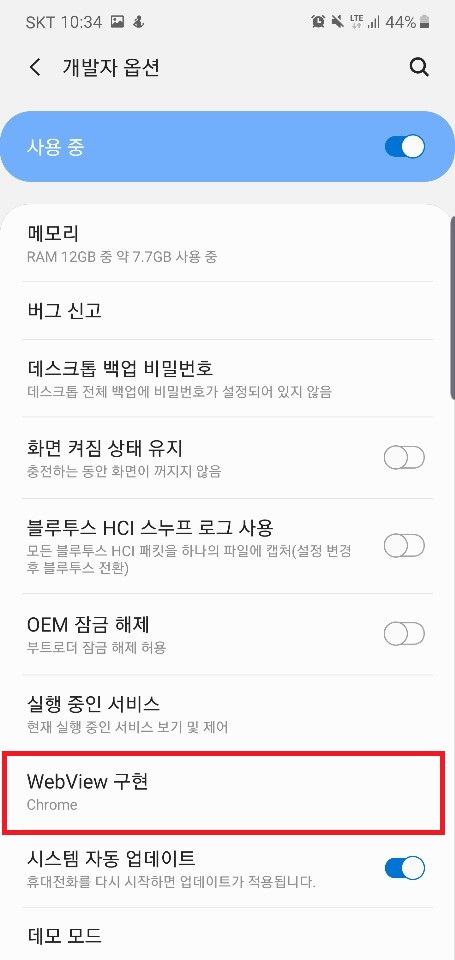 SKT 10:34 LTE 44%
개발자 옵션
사용 중
메모리
RAM 12GB 중 약 7.7GB 사용 중
버그 신고
데스크톱 백업 비밀번호
데스크톱 전체 백업에 비밀번호가 설정되어 있지 않음
화면 켜짐 상태 유지
충전하는 동안 화면이 꺼지지 않음
블루투스 HCI 스누프 로그 사용
모든 블루투스 HCI 패킷을 하나의 파일에 캡처(설정 변경
후 블루투스 전환)
OEM 잠금 해제
부트로더 잠금 해제 허용
실행 중인 서비스
현재 실행 중인 서비스 보기 및 제어
WebView 구현
Chrome
시스템 자동 업데이트
휴대전화를 다시 시작하면 업데이트가 적용됩니다.
데모 모드